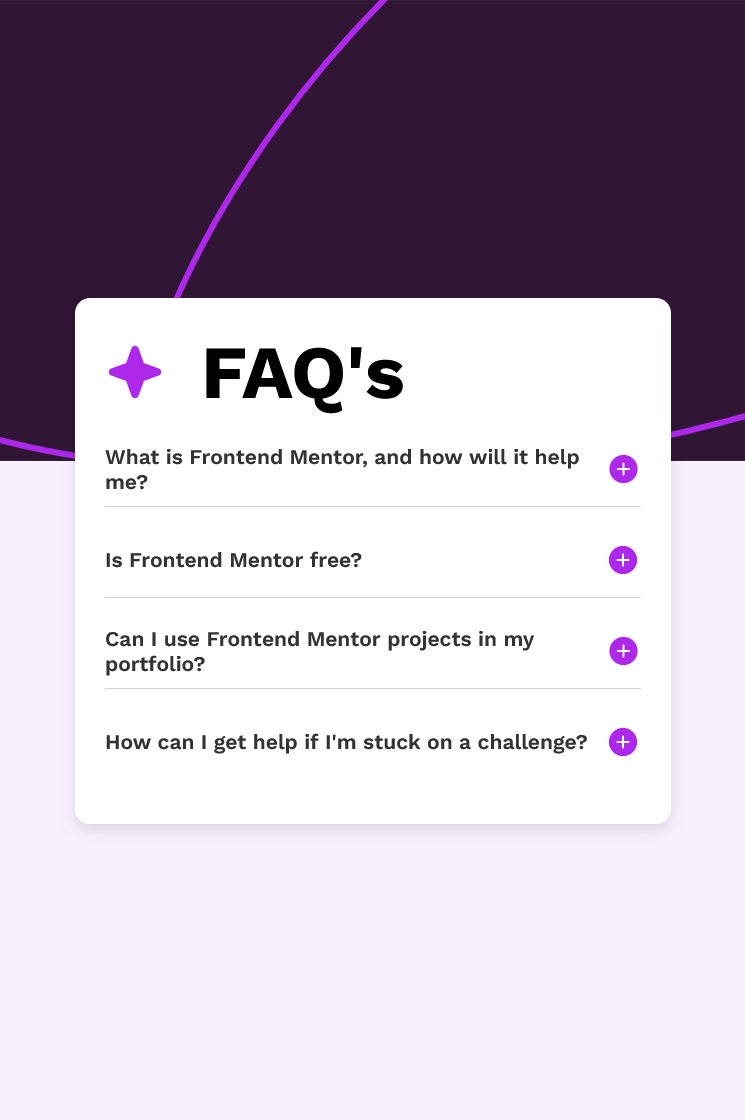 FAQ's
What is Frontend Mentor, and how will it help
me?
Is Frontend Mentor free?
Can I use Frontend Mentor projects in my
portfolio?
How can I get help if I'm stuck on a challenge?